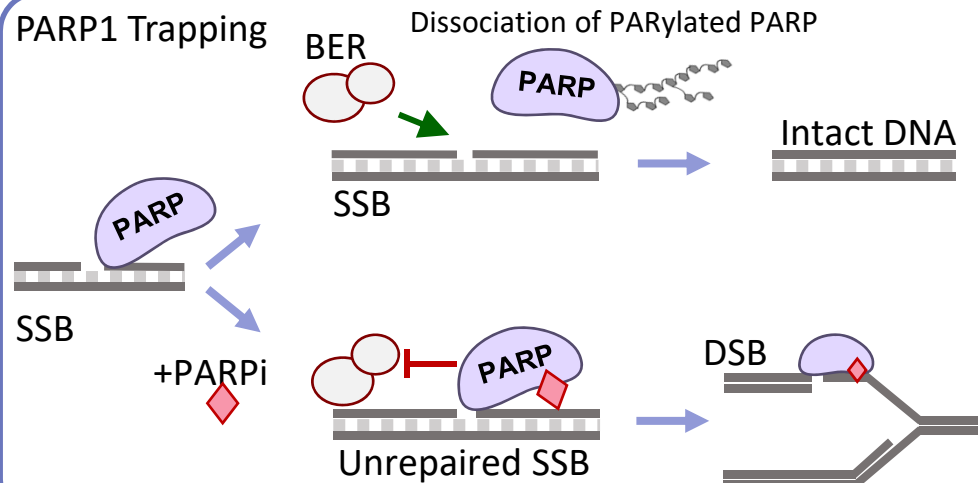 PARP1 Trapping
Dissociation of PARylated PARP
BER
PARP
Intact DNA
SSB
PARP
SSB
+PARPi
PARP
DSB
Unrepaired SSB